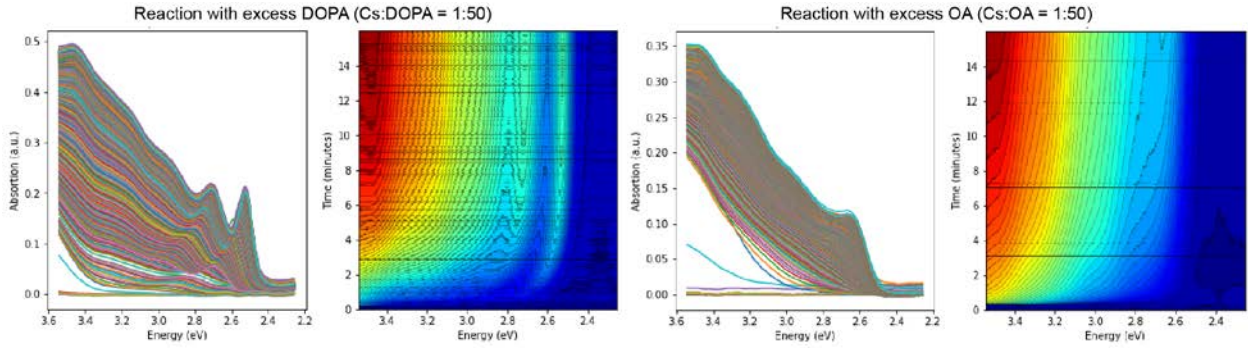 Reaction with excess DOPA (Cs:DOPA = 1:50)
Reaction with excess OA (Cs:OA = 1:50)
0.5
0.4
0.3
0.2
0.1
0.0
Absortion (a.u.)
3.6 3.4 3.2 3.0 2.8 2.6 2.4 2.2
Energy (eV)
14
12
10
8
6
4
2
0
Time (minutes)
3.4 3.2 3.0 2.8 2.6 2.4
Energy (eV)
0.35
0.30
0.25
0.20
0.15
0.10
0.05
0.00
Absortion (a.u.)
3.6 3.4 3.2 3.0 2.8 2.6 2.4 2.2
Energy (eV)
14
12
10
8
6
4
2
0
Time (minutes)
3.4 3.2 3.0 2.8 2.6 2.4
Energy (eV)